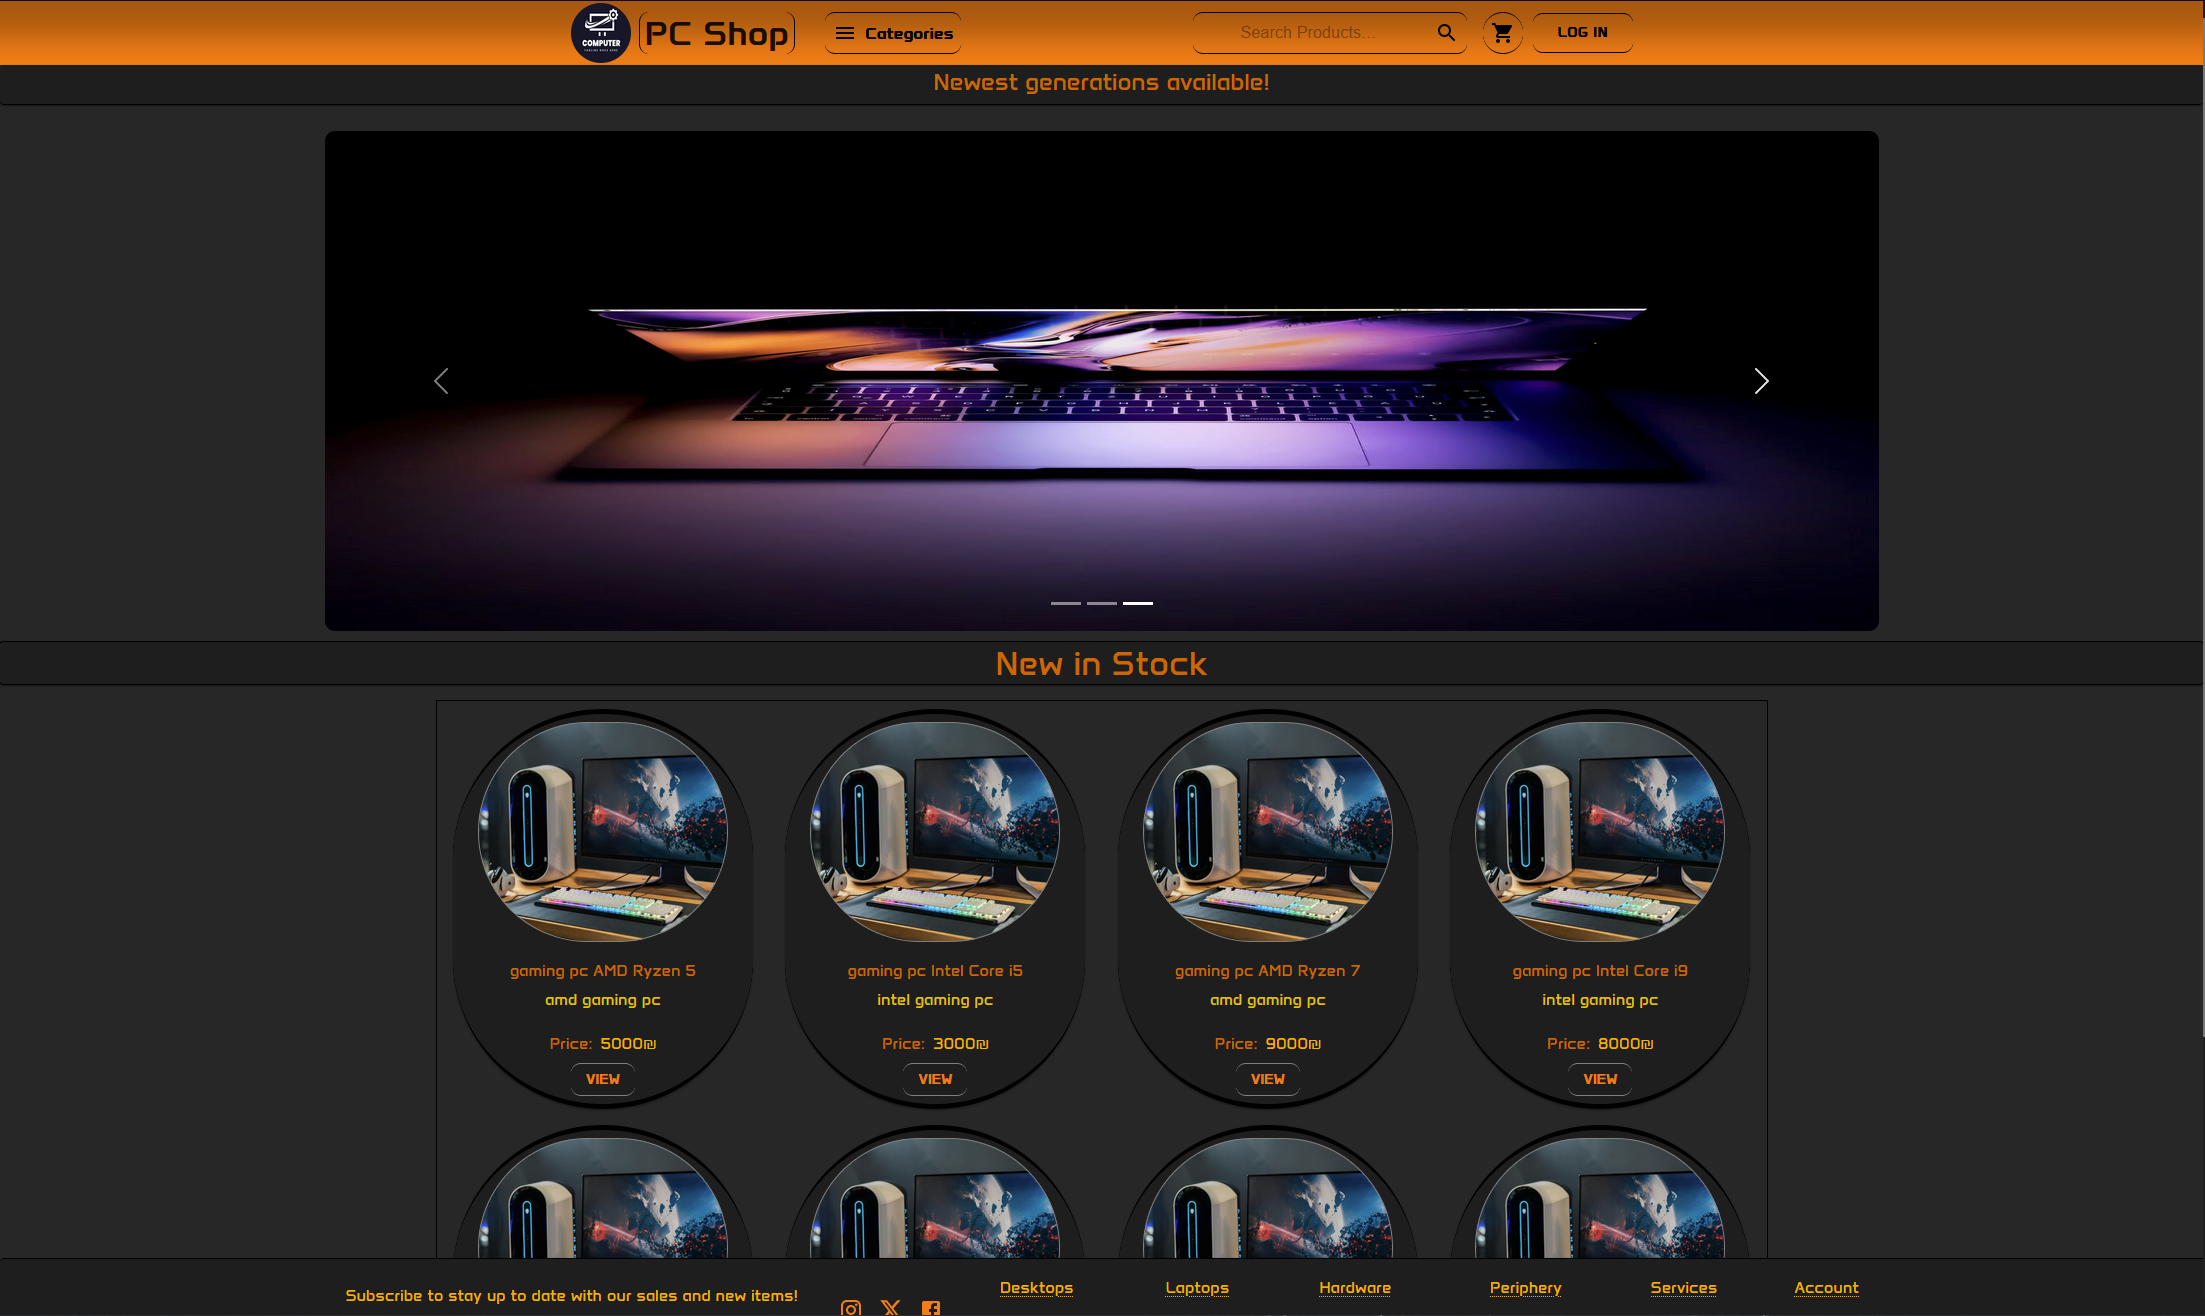 COMPUTER
PC Shop
Categories
Search Products...
LOG IN
Newest generations available!
New in Stock
gaming pc AMD Ryzen 5
amd gaming pc
Price: 5000₪
VIEW
gaming pc Intel Core i5
intel gaming pc
Price: 3000₪
VIEW
gaming pc AMD Ryzen 7
amd gaming pc
Price: 9000₪
VIEW
gaming pc Intel Core i9
intel gaming pc
Price: 8000₪
VIEW
Subscribe to stay up to date with our sales and new items!
Desktops
Laptops
Hardware
Periphery
Services
Account